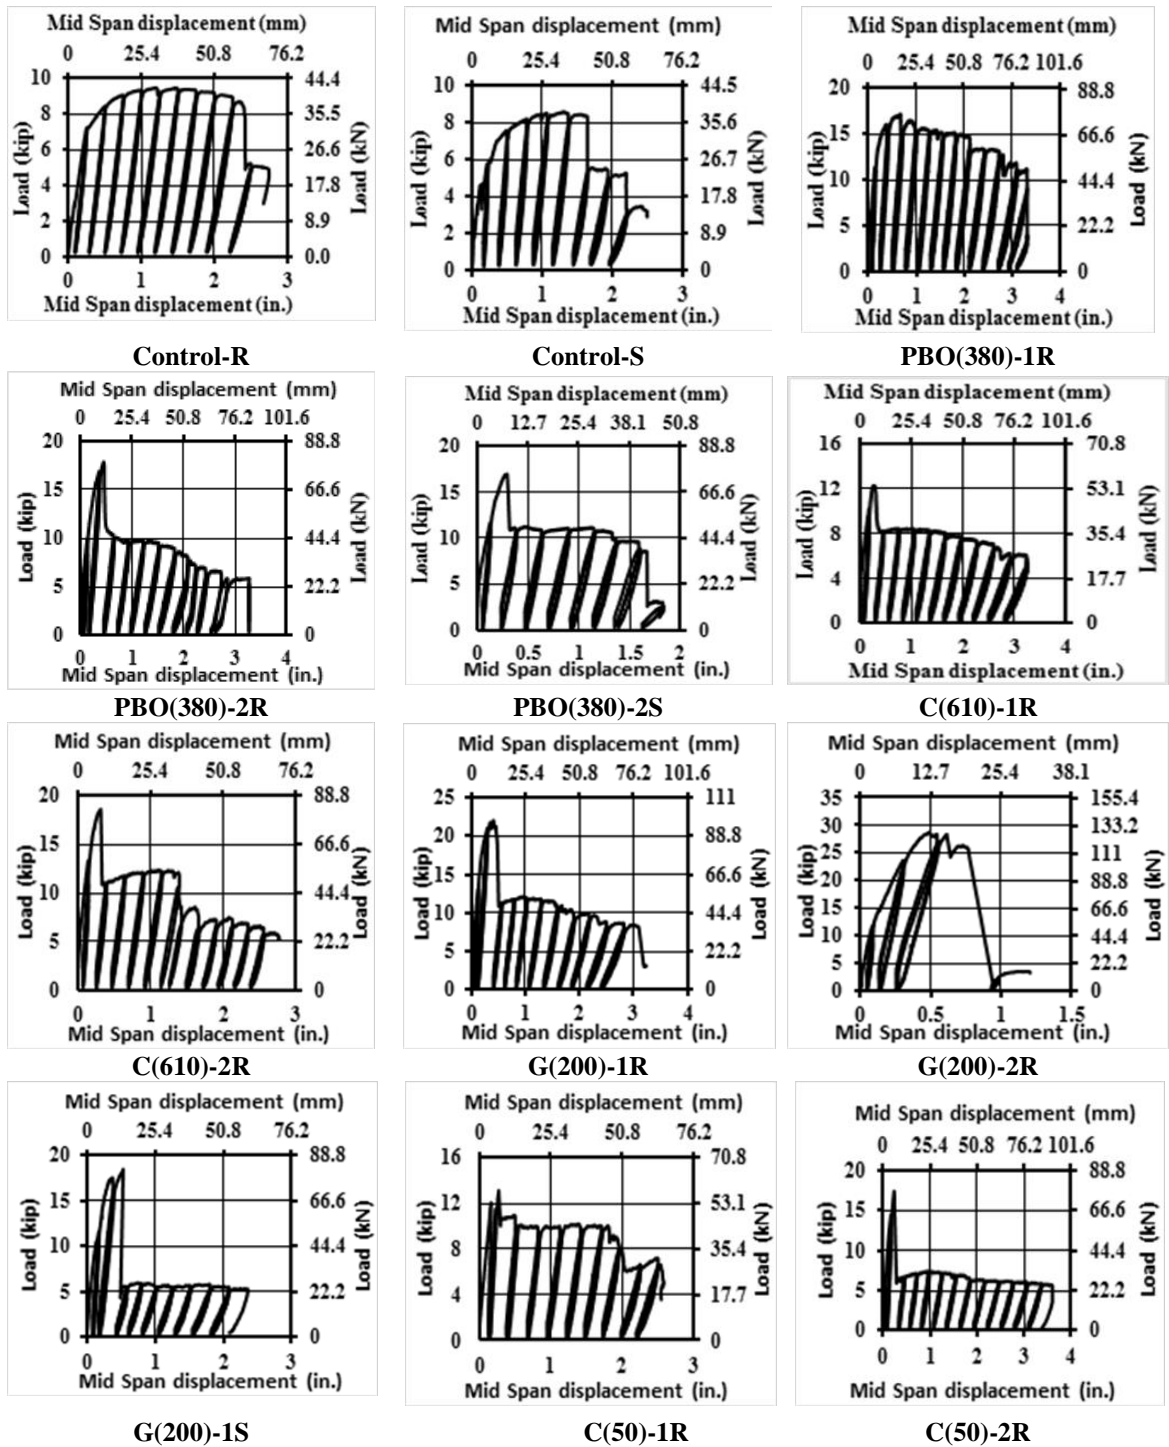 Mid Span displacement (mm)
0 25.4 50.8 76.2
10 8 6 4 2 0
Load (kip)
44.4 35.5 26.6 17.8 8.9 0.0
Load (kN)
0 1 2 3
Mid Span displacement (in.)
Control-R
Mid Span displacement (mm)
0 25.4 50.8 76.2
10 8 6 4 2 0
Load (kip)
44.5 35.6 26.7 17.8 8.9 0
Load (kN)
0 1 2 3
Mid Span displacement (in.)
Control-S
Mid Span displacement (mm)
0 25.4 50.8 76.2 101.6
20 15 10 5 0
Load (kip)
88.8 66.6 44.4 22.2 0
Load (kN)
0 1 2 3 4
Mid Span displacement (in.)
PBO(380)-1R
Mid Span displacement (mm)
0 25.4 50.8 76.2 101.6
20 15 10 5 0
Load (kip)
88.8 66.6 44.4 22.2 0
Load (kN)
0 1 2 3 4
Mid Span displacement (in.)
PBO(380)-2R
Mid Span displacement (mm)
0 12.7 25.4 38.1 50.8
20 15 10 5 0
Load (kip)
88.8 66.6 44.4 22.2 0
Load (kN)
0 0.5 1 1.5 2
Mid Span displacement (in.)
PBO(380)-2S
Mid Span displacement (mm)
0 25.4 50.8 76.2 101.6
16 12 8 4 0
Load (kip)
70.8 53.1 35.4 17.7 0
Load (kN)
0 1 2 3 4
Mid Span displacement (in.)
C(610)-1R
Mid Span displacement (mm)
0 25.4 50.8 76.2
20 15 10 5 0
Load (kip)
88.8 66.6 44.4 22.2 0
Load (kN)
0 1 2 3
Mid Span displacement (in.)
C(610)-2R
Mid Span displacement (mm)
0 25.4 50.8 76.2 101.6
25 20 15 10 5 0
Load (kip)
111 88.8 66.6 44.4 22.2 0
Load (kN)
0 1 2 3 4
Mid Span displacement (in.)
G(200)-1R
Mid Span displacement (mm)
0 12.7 25.4 38.1
35 30 25 20 15 10 5 0
Load (kip)
155.4 133.2 111 88.8 66.6 44.4 22.2 0
Load (kN)
0 0.5 1 1.5
Mid Span displacement (in.)
G(200)-2R
Mid Span displacement (mm)
0 25.4 50.8 76.2
20 15 10 5 0
Load (kip)
88.8 66.6 44.4 22.2 0
Load (kN)
0 1 2 3
Mid Span displacement (in.)
G(200)-1S
Mid Span displacement (mm)
0 25.4 50.8 76.2
16 12 8 4 0
Load (kip)
70.8 53.1 35.4 17.7 0
Load (kN)
0 1 2 3
Mid Span displacement (in.)
C(50)-1R
Mid Span displacement (mm)
0 25.4 50.8 76.2 101.6
20 15 10 5 0
Load (kip)
88.8 66.6 44.4 22.2 0
Load (kN)
0 1 2 3 4
Mid Span displacement (in.)
C(50)-2R